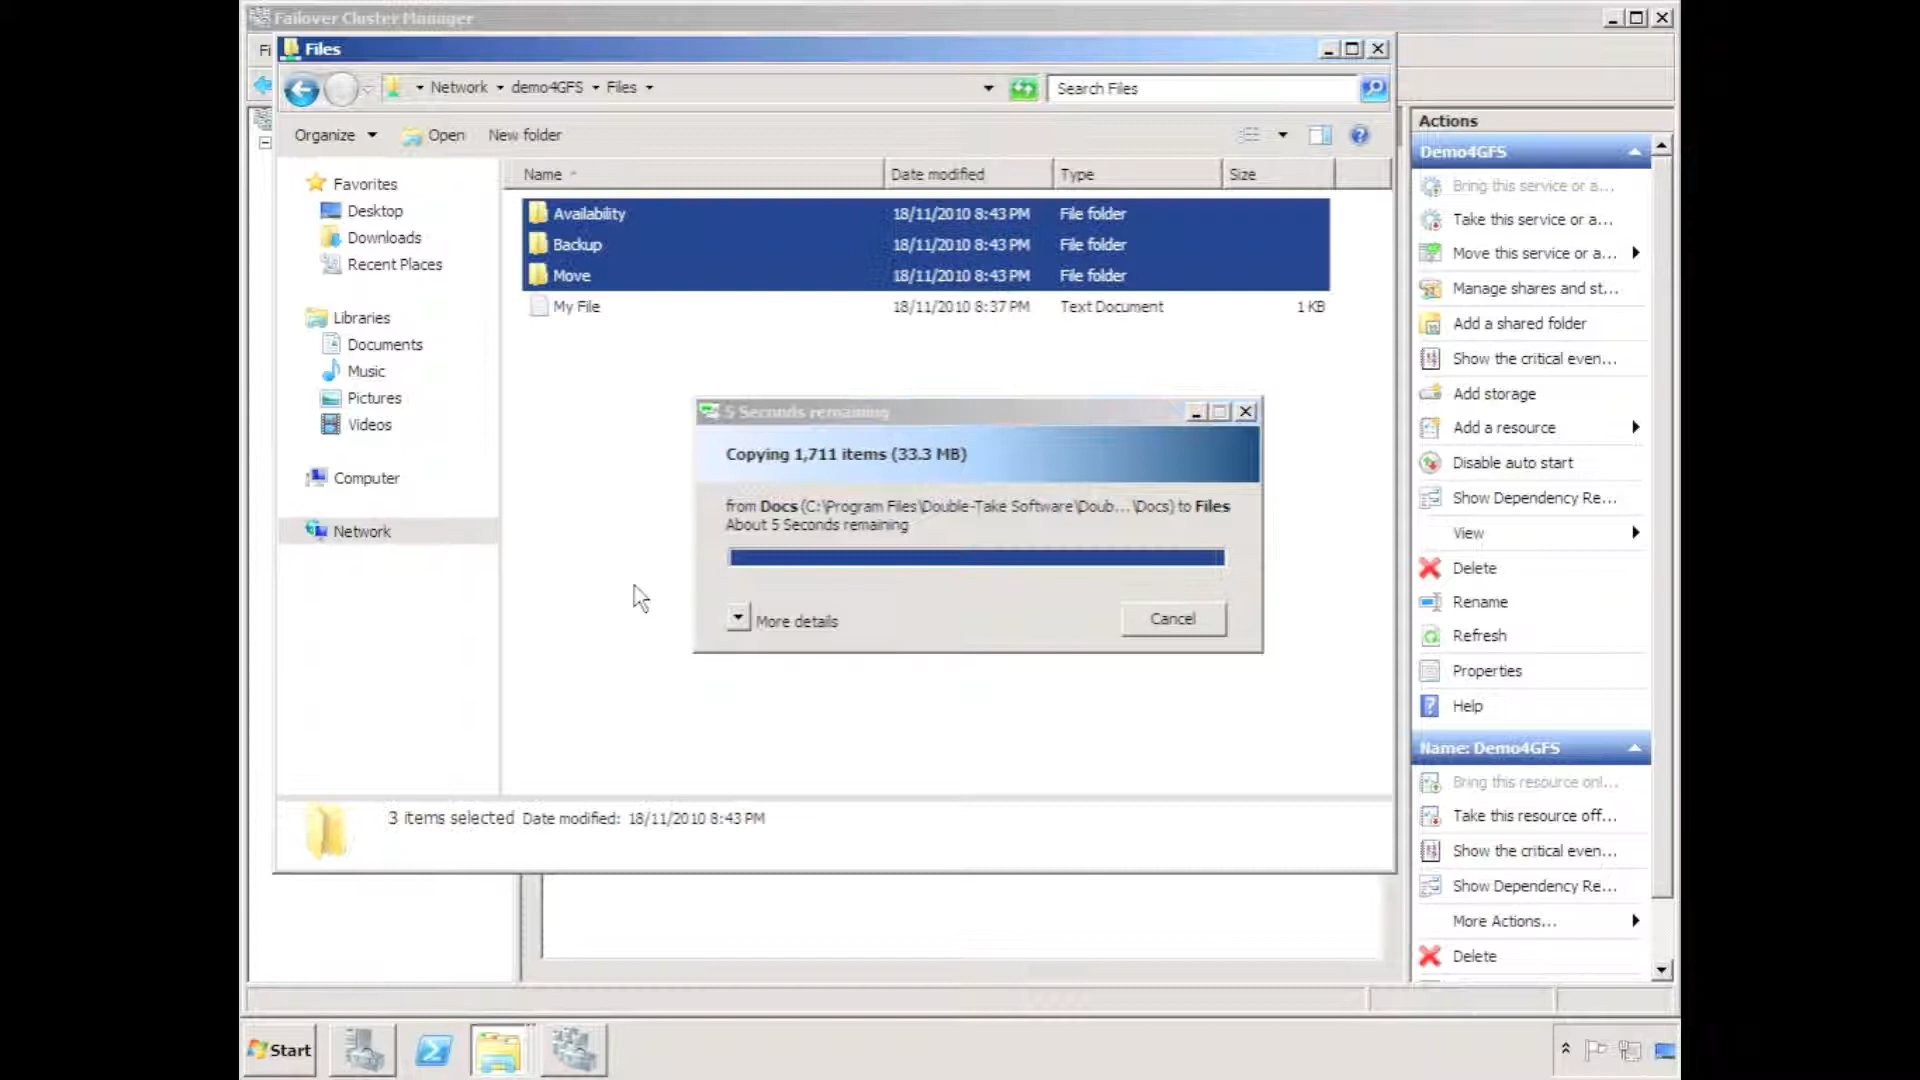 Failover Cluster Manager
Fi
Files
Network demo4GFS Files
Search Files
Organize Open New folder
Name Date modified Type Size
Favorites
Desktop
Downloads
Recent Places
Libraries
Documents
Music
Pictures
Videos
Computer
Network
Availability 18/11/2010 8:43 PM File folder
Backup 18/11/2010 8:43 PM File folder
Move 18/11/2010 8:43 PM File folder
My File 18/11/2010 8:37 PM Text Document 1 KB
5 Seconds remaining
Copying 1,711 items (33.3 MB)
from Docs (C:\Program Files\Double-Take Software\Doub... \Docs) to Files
About 5 Seconds remaining
More details
Cancel
3 items selected Date modified: 18/11/2010 8:43 PM
Actions
Demo4GFS
Bring this service or a...
Take this service or a...
Move this service or a...
Manage shares and st...
Add a shared folder
Show the critical even...
Add storage
Add a resource
Disable auto start
Show Dependency Re...
View
Delete
Rename
Refresh
Properties
Help
Name: Demo4GFS
Bring this resource onl...
Take this resource off...
Show the critical even...
Show Dependency Re...
More Actions...
Delete
Start